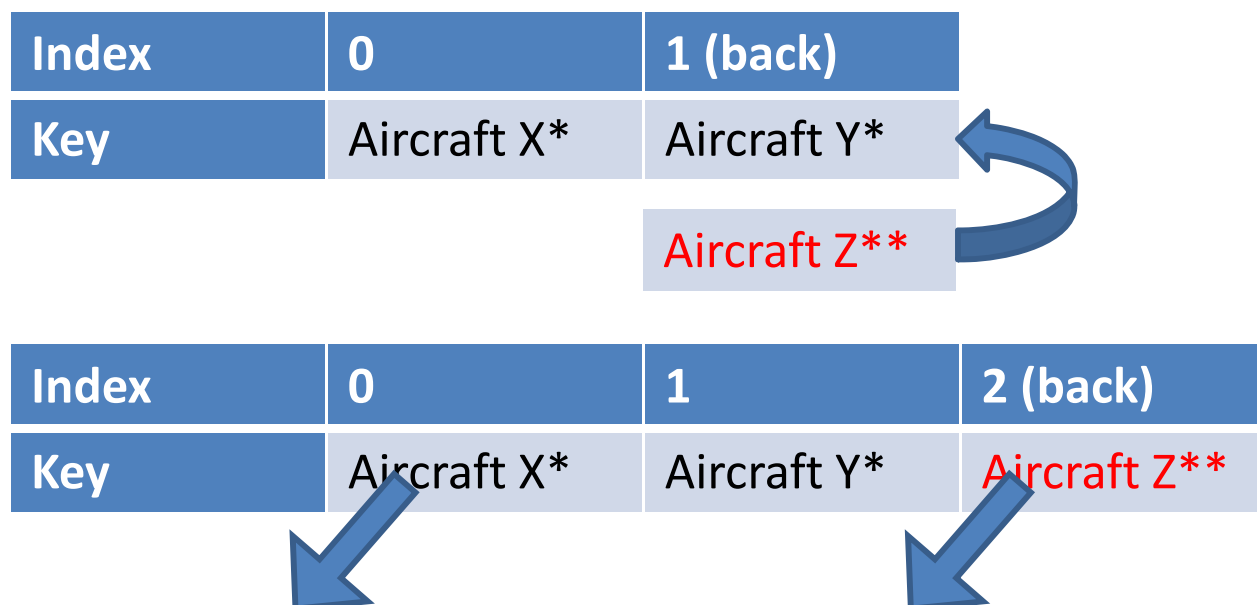 Index 0 1 (back)
Key Aircraft X* Aircraft Y*
Aircraft Z**
Index 0 1 2 (back)
Key Aircraft X* Aircraft Y* Aircraft Z**